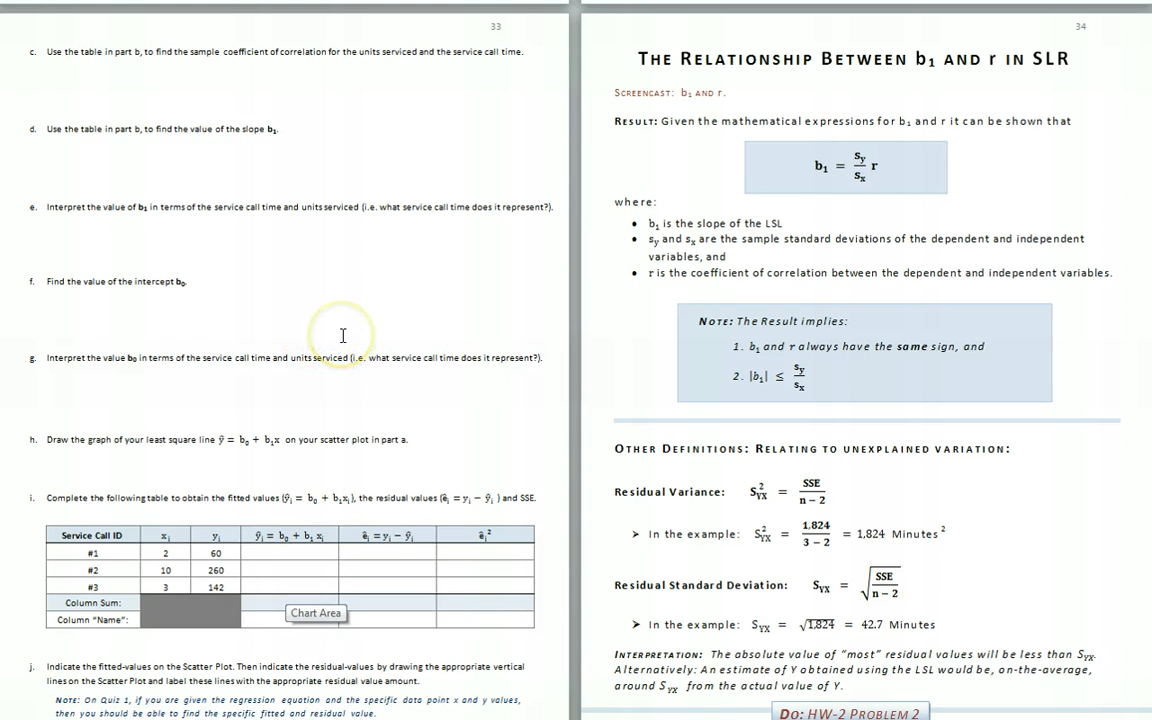 33
c. Use the table in part b, to find the sample coefficient of correlation for the units serviced and the service call time.
d. Use the table in part b, to find the value of the slope b₁.
e. Interpret the value of b₁ in terms of the service call time and units serviced (i.e. what service call time does it represent?).
f. Find the value of the intercept b₀.
g. Interpret the value b₀ in terms of the service call time and units serviced (i.e. what service call time does it represent?).
h. Draw the graph of your least square line ŷ = b₀ + b₁x on your scatter plot in part a.
i. Complete the following table to obtain the fitted values (ŷᵢ = b₀ + b₁xᵢ), the residual values (êᵢ = yᵢ − ŷᵢ ) and SSE.
Service Call ID xᵢ yᵢ ŷᵢ = b₀ + b₁ xᵢ êᵢ = yᵢ − ŷᵢ êᵢ²
#1 2 60
#2 10 260
#3 3 142
Column Sum:
Column "Name":
Chart Area
j. Indicate the fitted-values on the Scatter Plot. Then indicate the residual-values by drawing the appropriate vertical
lines on the Scatter Plot and label these lines with the appropriate residual value amount.
NOTE: On Quiz 1, if you are given the regression equation and the specific data point x and y values,
then you should be able to find the specific fitted and residual value.
34
THE RELATIONSHIP BETWEEN b₁ AND r IN SLR
SCREENCAST: b₁ AND r.
RESULT: Given the mathematical expressions for b₁ and r it can be shown that
b₁ = s_y/s_x r
where:
• b₁ is the slope of the LSL
• s_y and s_x are the sample standard deviations of the dependent and independent
variables, and
• r is the coefficient of correlation between the dependent and independent variables.
NOTE: The Result implies:
1. b₁ and r always have the same sign, and
2. |b₁| ≤ s_y/s_x
OTHER DEFINITIONS: RELATING TO UNEXPLAINED VARIATION:
Residual Variance: S²_YX = SSE/n − 2
➢ In the example: S²_YX = 1,824/3 − 2 = 1,824 Minutes²
Residual Standard Deviation: S_YX = √SSE/n − 2
➢ In the example: S_YX = √1,824 = 42.7 Minutes
INTERPRETATION: The absolute value of "most" residual values will be less than S_YX.
Alternatively: An estimate of Y obtained using the LSL would be, on-the-average,
around S_YX from the actual value of Y.
DO: HW-2 PROBLEM 2